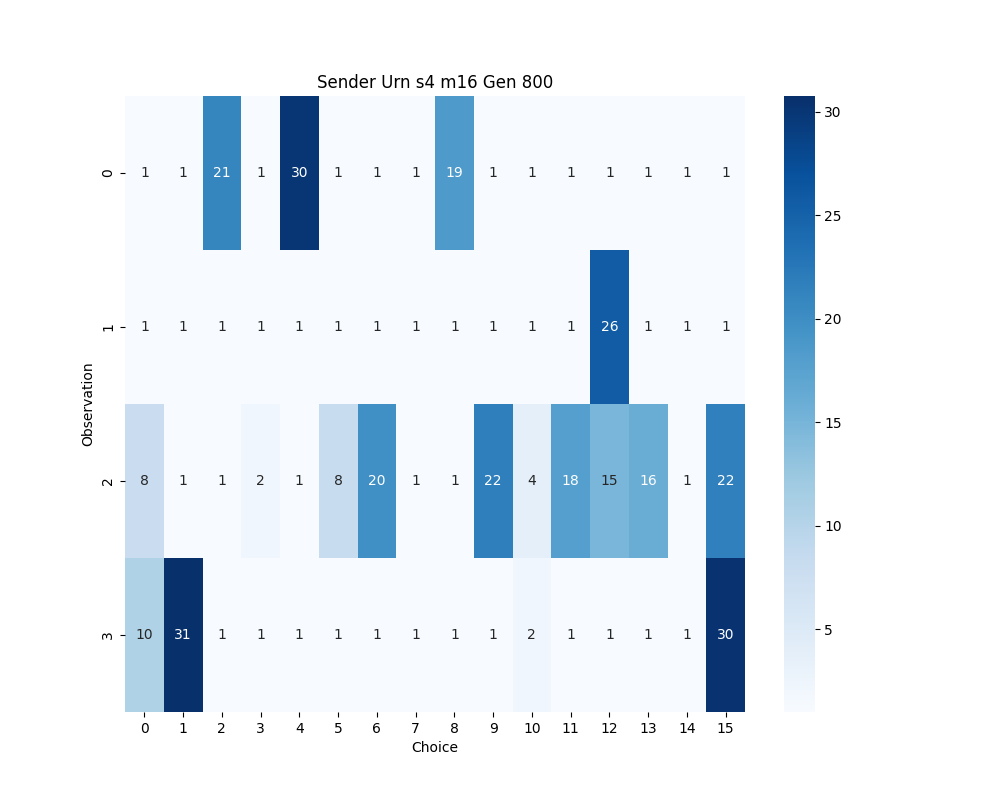 Sender Urn s4 m16 Gen 800
0 1 1 21 1 30 1 1 1 19 1 1 1 1 1 1 1
1 1 1 1 1 1 1 1 1 1 1 1 1 26 1 1 1
2 8 1 1 2 1 8 20 1 1 22 4 18 15 16 1 22
3 10 31 1 1 1 1 1 1 1 1 2 1 1 1 1 30
0 1 2 3 4 5 6 7 8 9 10 11 12 13 14 15
Choice
Observation
30
25
20
15
10
5